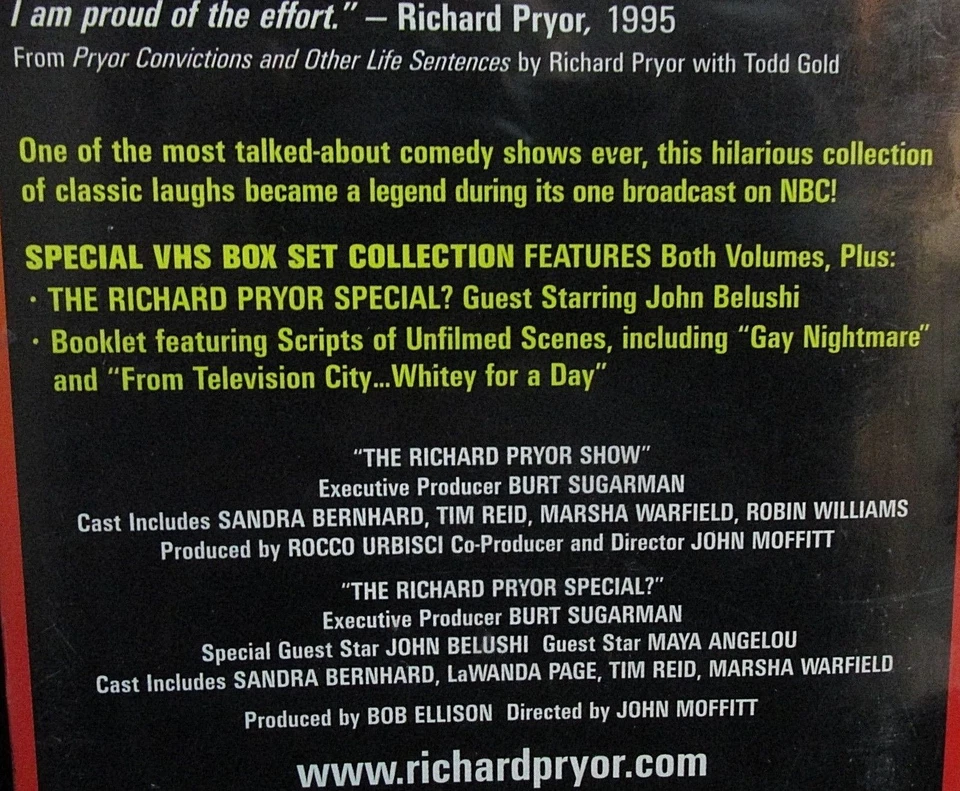 I am proud of the effort." – Richard Pryor, 1995
From Pryor Convictions and Other Life Sentences by Richard Pryor with Todd Gold
One of the most talked-about comedy shows ever, this hilarious collection
of classic laughs became a legend during its one broadcast on NBC!
SPECIAL VHS BOX SET COLLECTION FEATURES Both Volumes, Plus:
· THE RICHARD PRYOR SPECIAL? Guest Starring John Belushi
· Booklet featuring Scripts of Unfilmed Scenes, including "Gay Nightmare"
and "From Television City...Whitey for a Day"
"THE RICHARD PRYOR SHOW"
Executive Producer BURT SUGARMAN
Cast Includes SANDRA BERNHARD, TIM REID, MARSHA WARFIELD, ROBIN WILLIAMS
Produced by ROCCO URBISCI Co-Producer and Director JOHN MOFFITT
"THE RICHARD PRYOR SPECIAL?"
Executive Producer BURT SUGARMAN
Special Guest Star JOHN BELUSHI Guest Star MAYA ANGELOU
Cast Includes SANDRA BERNHARD, LaWANDA PAGE, TIM REID, MARSHA WARFIELD
Produced by BOB ELLISON Directed by JOHN MOFFITT
www.richardpryor.com